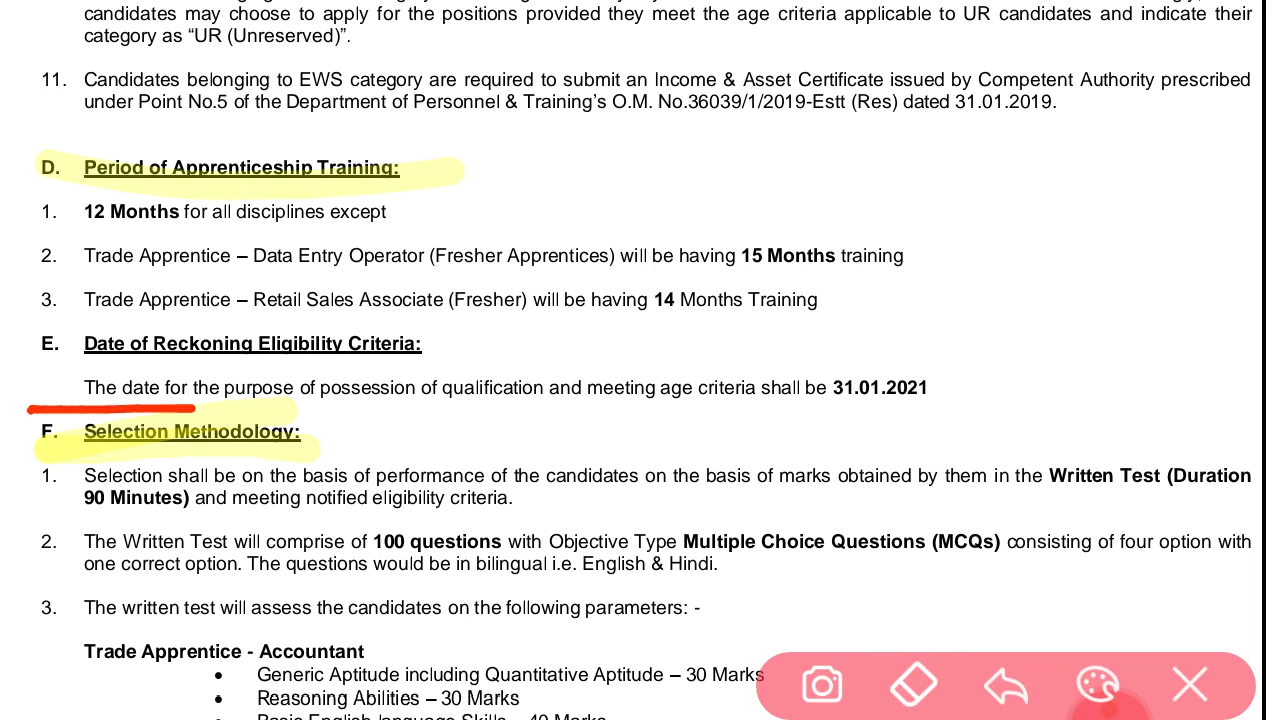 candidates may choose to apply for the positions provided they meet the age criteria applicable to UR candidates and indicate their
category as “UR (Unreserved)”.
11. Candidates belonging to EWS category are required to submit an Income & Asset Certificate issued by Competent Authority prescribed
under Point No.5 of the Department of Personnel & Training’s O.M. No.36039/1/2019-Estt (Res) dated 31.01.2019.
D. Period of Apprenticeship Training:
1. 12 Months for all disciplines except
2. Trade Apprentice – Data Entry Operator (Fresher Apprentices) will be having 15 Months training
3. Trade Apprentice – Retail Sales Associate (Fresher) will be having 14 Months Training
E. Date of Reckoning Eligibility Criteria:
The date for the purpose of possession of qualification and meeting age criteria shall be 31.01.2021
F. Selection Methodology:
1. Selection shall be on the basis of performance of the candidates on the basis of marks obtained by them in the Written Test (Duration
90 Minutes) and meeting notified eligibility criteria.
2. The Written Test will comprise of 100 questions with Objective Type Multiple Choice Questions (MCQs) consisting of four option with
one correct option. The questions would be in bilingual i.e. English & Hindi.
3. The written test will assess the candidates on the following parameters: -
Trade Apprentice - Accountant
• Generic Aptitude including Quantitative Aptitude – 30 Marks
• Reasoning Abilities – 30 Marks
• Basic English language Skills – 40 Marks